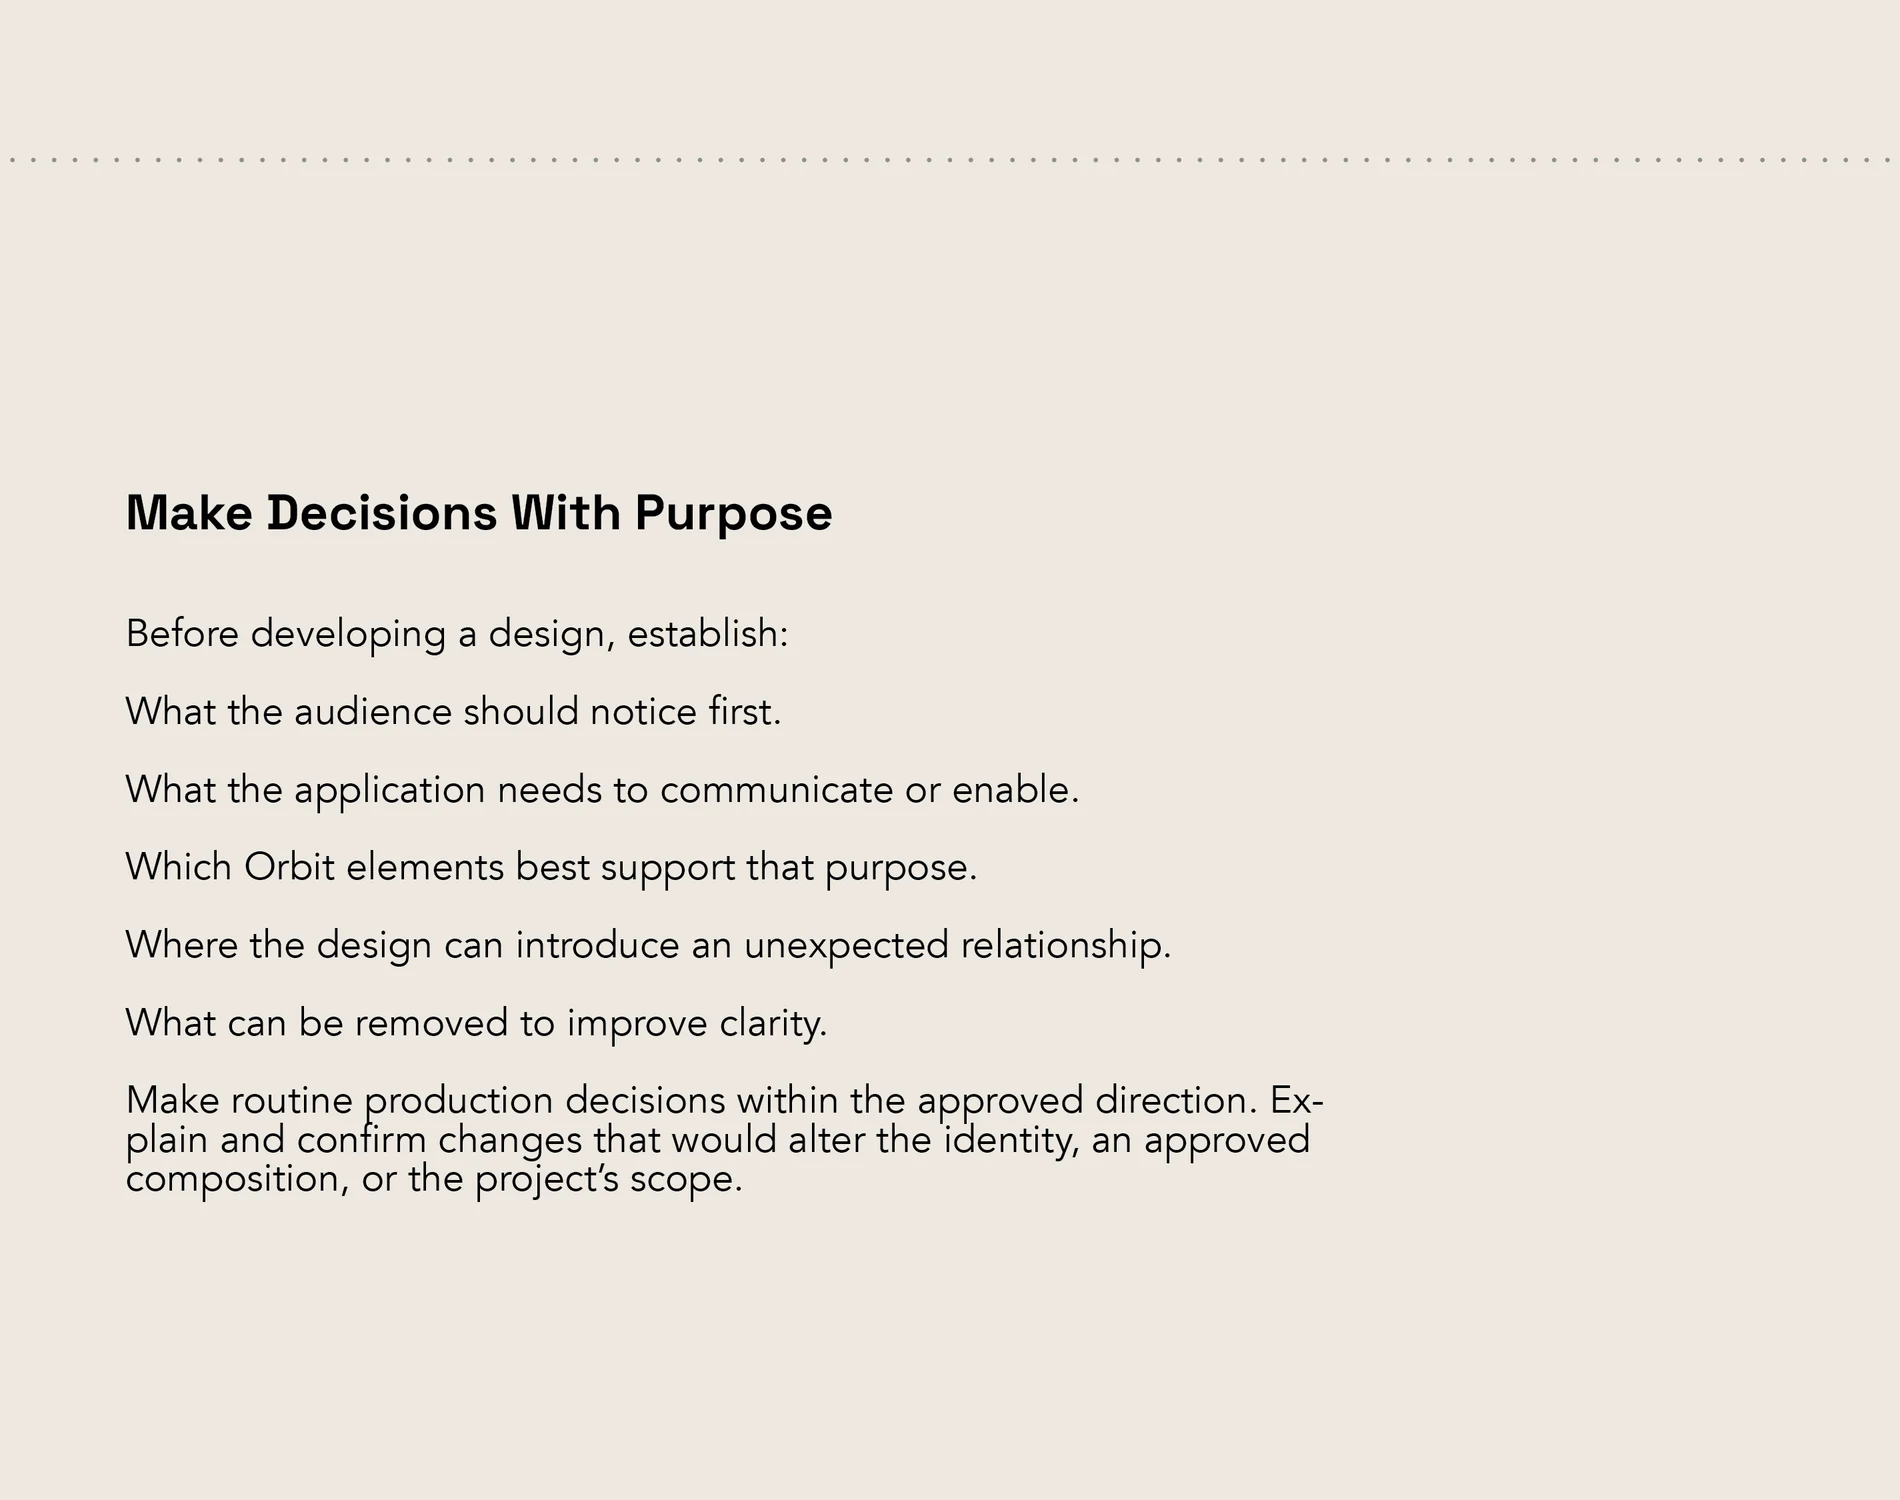 Make Decisions With Purpose
Before developing a design, establish:
What the audience should notice first.
What the application needs to communicate or enable.
Which Orbit elements best support that purpose.
Where the design can introduce an unexpected relationship.
What can be removed to improve clarity.
Make routine production decisions within the approved direction. Ex-
plain and confirm changes that would alter the identity, an approved
composition, or the project’s scope.